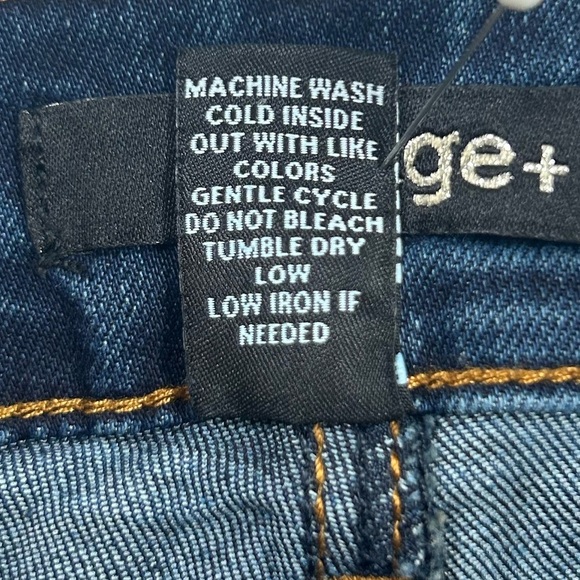 MACHINE WASH
COLD INSIDE
OUT WITH LIKE
COLORS
GENTLE CYCLE
DO NOT BLEACH
TUMBLE DRY
LOW
LOW IRON IF
NEEDED
ge+